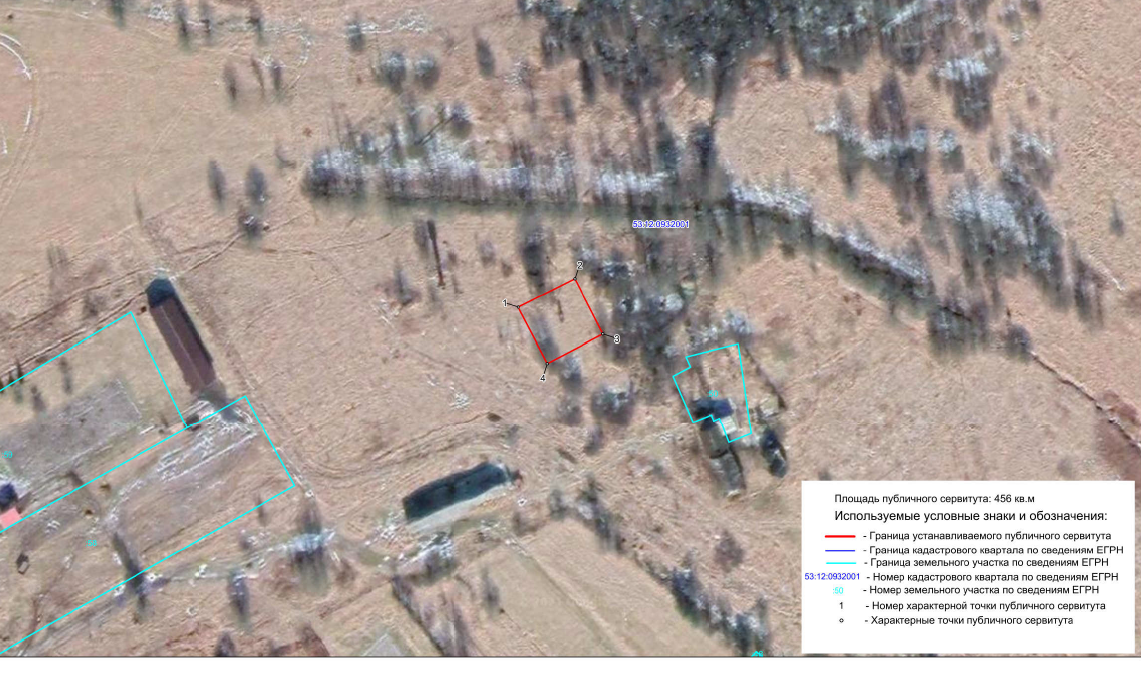 53:12:0932001
2
1
3
4
Площадь публичного сервитута: 456 кв.м
Используемые условные знаки и обозначения:
- Граница устанавливаемого публичного сервитута
- Граница кадастрового квартала по сведениям ЕГРН
- Граница земельного участка по сведениям ЕГРН
53:12:0932001 - Номер кадастрового квартала по сведениям ЕГРН
:50 - Номер земельного участка по сведениям ЕГРН
1 - Номер характерной точки публичного сервитута
- Характерные точки публичного сервитута